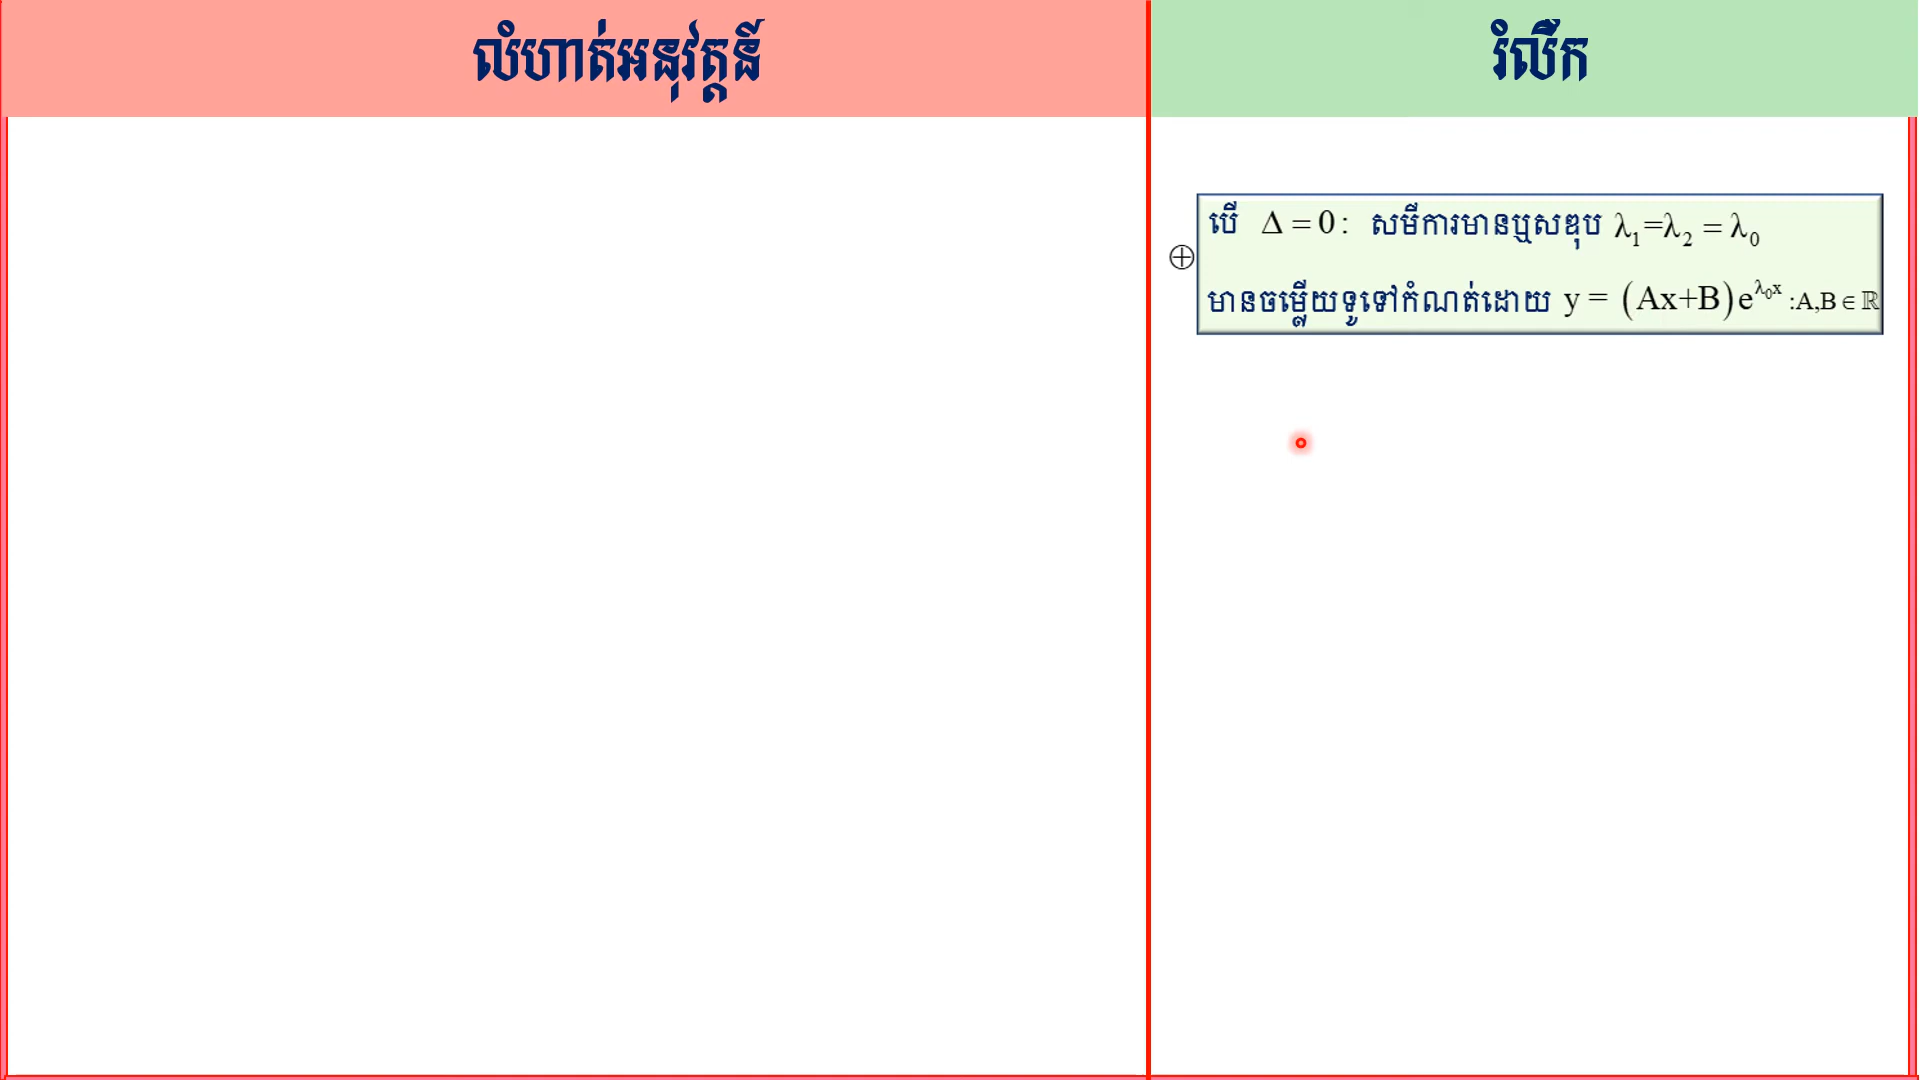 លំហាត់អនុវត្តន៍
រំលឹក
⊕ បើ Δ = 0 : សមីការមានឬសឌុប λ₁=λ₂ = λ₀
មានចម្លើយទូទៅកំណត់ដោយ y = (Ax+B)e^{λ₀x} :A,B ∈ ℝ